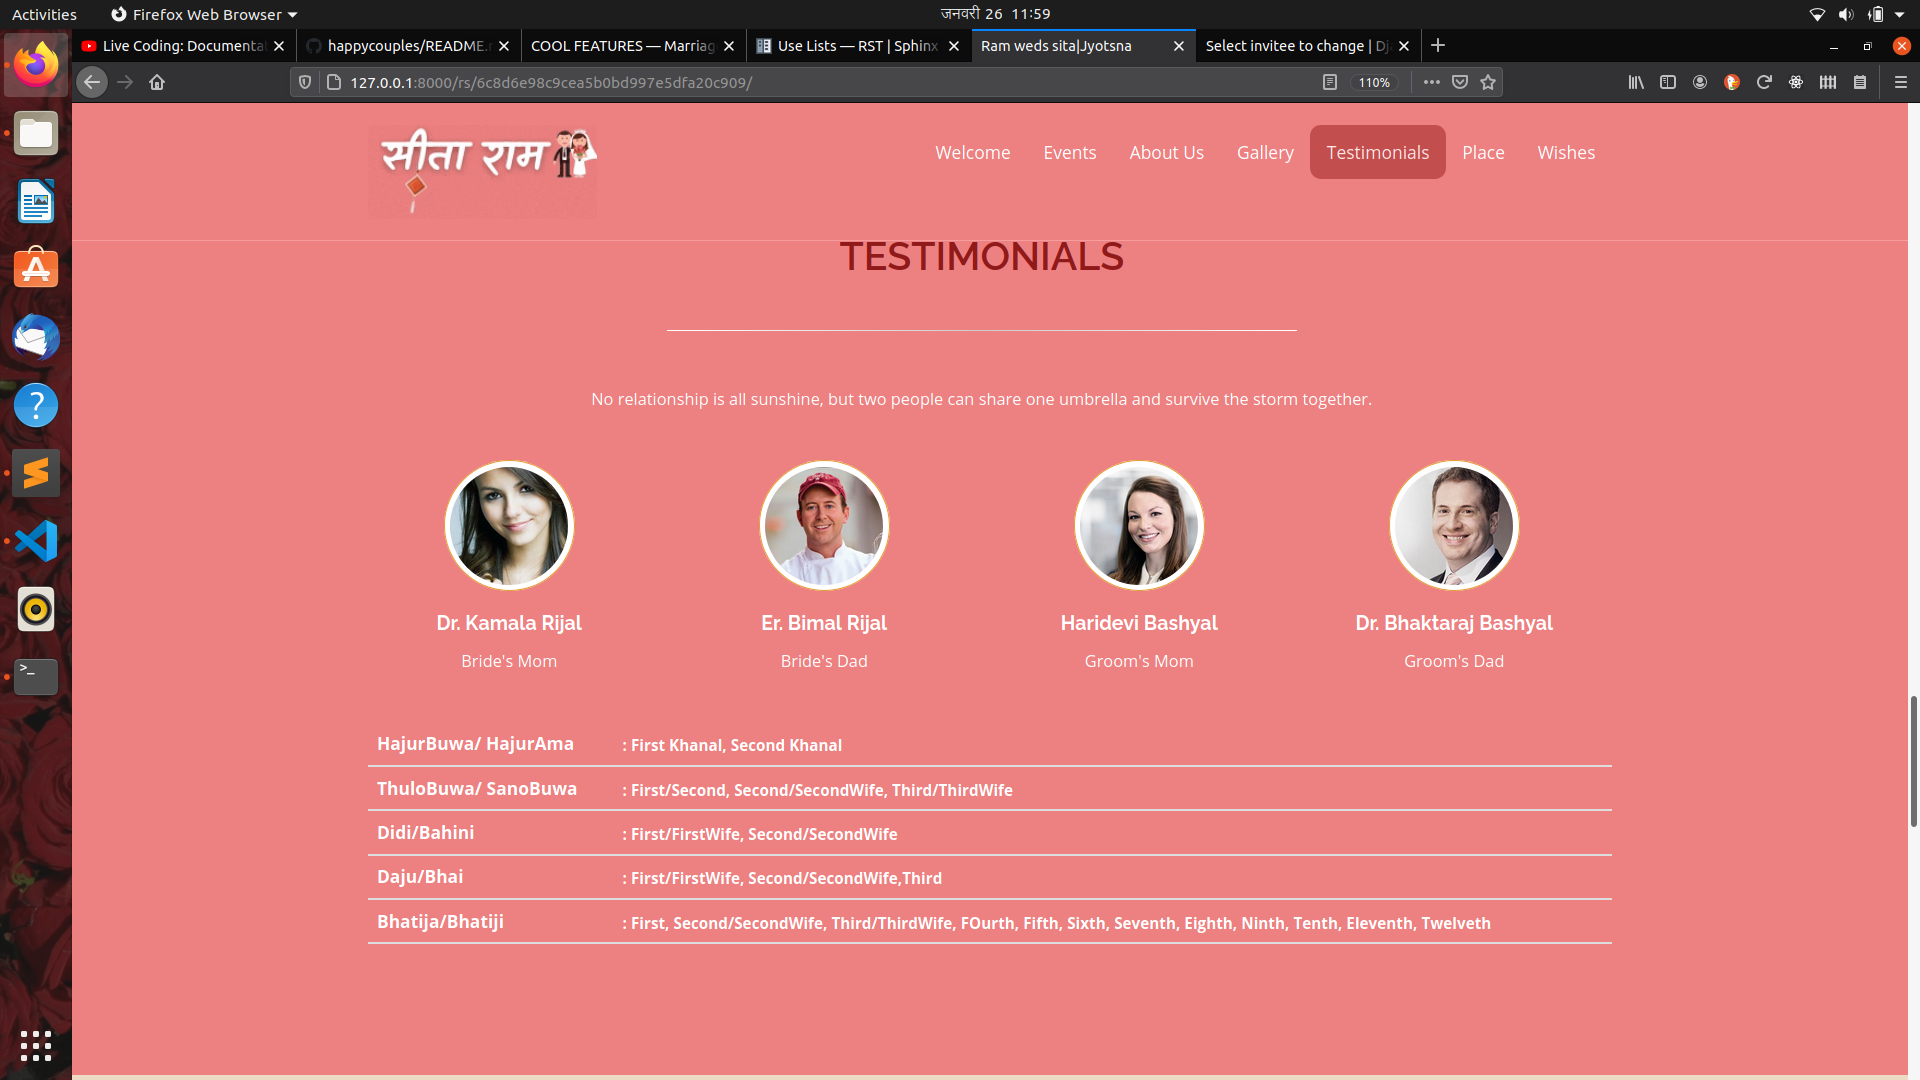 Activities
Firefox Web Browser
जनवरी 26 11:59
Live Coding: Documenta
happycouples/README.
COOL FEATURES — Marriag
Use Lists — RST | Sphinx
Ram weds sita|Jyotsna
Select invitee to change | Dj
127.0.0.1:8000/rs/6c8d6e98c9cea5b0bd997e5dfa20c909/
110%
सीता राम
Welcome
Events
About Us
Gallery
Testimonials
Place
Wishes
TESTIMONIALS
No relationship is all sunshine, but two people can share one umbrella and survive the storm together.
Dr. Kamala Rijal
Bride's Mom
Er. Bimal Rijal
Bride's Dad
Haridevi Bashyal
Groom's Mom
Dr. Bhaktaraj Bashyal
Groom's Dad
HajurBuwa/ HajurAma : First Khanal, Second Khanal
ThuloBuwa/ SanoBuwa : First/Second, Second/SecondWife, Third/ThirdWife
Didi/Bahini : First/FirstWife, Second/SecondWife
Daju/Bhai : First/FirstWife, Second/SecondWife,Third
Bhatija/Bhatiji : First, Second/SecondWife, Third/ThirdWife, FOurth, Fifth, Sixth, Seventh, Eighth, Ninth, Tenth, Eleventh, Twelveth